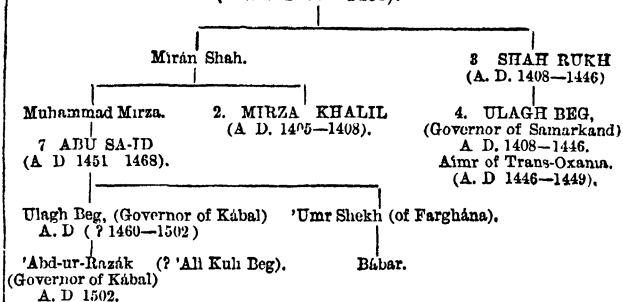 Mirán Shah.
3 SHAH RUKH
(A. D. 1408—1446)
Muhammad Mirza.
2. MIRZA KHALIL
(A D. 1405—1408).
4. ULAGH BEG,
(Governor of Samarkand)
A D. 1408—1446.
Aímr of Trans-Oxania.
(A. D 1446—1449).
7 ABU SA-ID
(A D 1451 1468).
Ulagh Beg, (Governor of Kábal)
A. D ( ? 1460—1502)
'Umr Shekh (of Farghána).
'Abd-ur-Razák (? 'Ali Kuli Beg).
(Governor of Kábal)
A. D 1502.
Bábar.